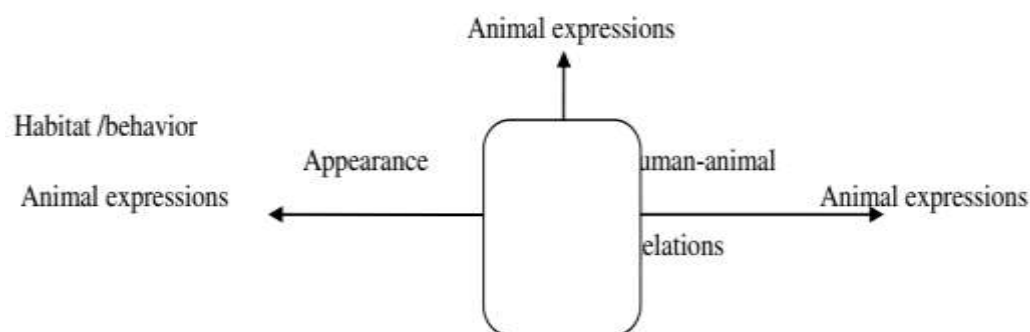 Animal expressions
Habitat /behavior
Appearance
uman-animal
Animal expressions
Animal expressions
elations